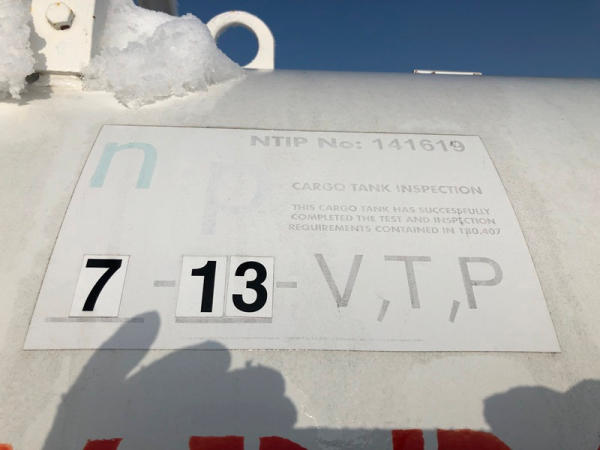 NTIP No: 141619
n p
CARGO TANK INSPECTION
THIS CARGO TANK HAS SUCCESSFULLY
COMPLETED THE TEST AND INSPECTION
REQUIREMENTS CONTAINED IN 180.407
7-13-V,T,P